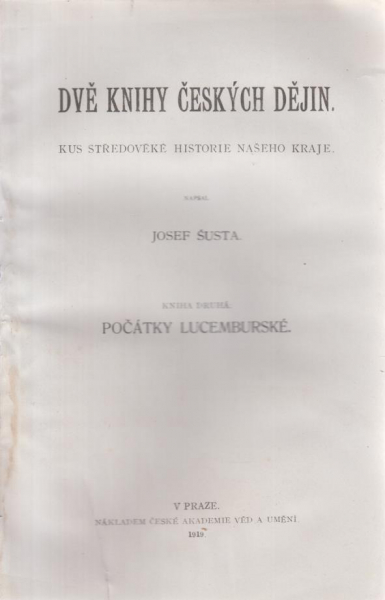 DVĚ KNIHY ČESKÝCH DĚJIN.
KUS STŘEDOVĚKÉ HISTORIE NAŠEHO KRAJE.
NAPSAL
JOSEF ŠUSTA.
KNIHA DRUHÁ.
POČÁTKY LUCEMBURSKÉ.
V PRAZE.
NÁKLADEM ČESKÉ AKADEMIE VĚD A UMĚNÍ
1919